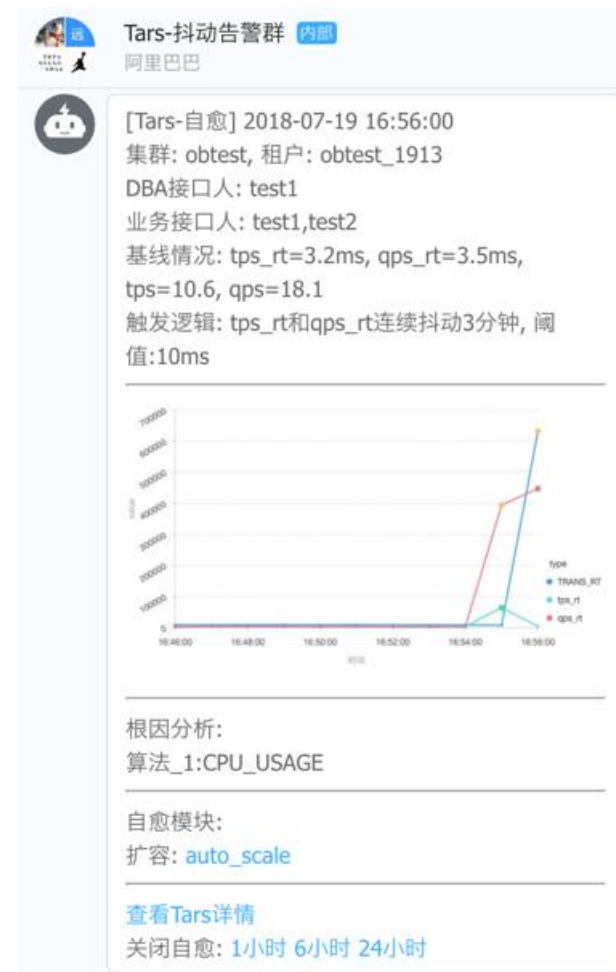 远
Tars-抖动告警群 内部
阿里巴巴
[Tars-自愈] 2018-07-19 16:56:00
集群: obtest, 租户: obtest_1913
DBA接口人: test1
业务接口人: test1,test2
基线情况: tps_rt=3.2ms, qps_rt=3.5ms,
tps=10.6, qps=18.1
触发逻辑: tps_rt和qps_rt连续抖动3分钟, 阈
值:10ms
700000
600000
500000
400000
300000
200000
100000
0
value
16:46:00 16:48:00 16:50:00 16:52:00 16:54:00 16:56:00
时间
type
TRANS_RT
tps_rt
qps_rt
根因分析:
算法_1:CPU_USAGE
自愈模块:
扩容: auto_scale
查看Tars详情
关闭自愈: 1小时 6小时 24小时